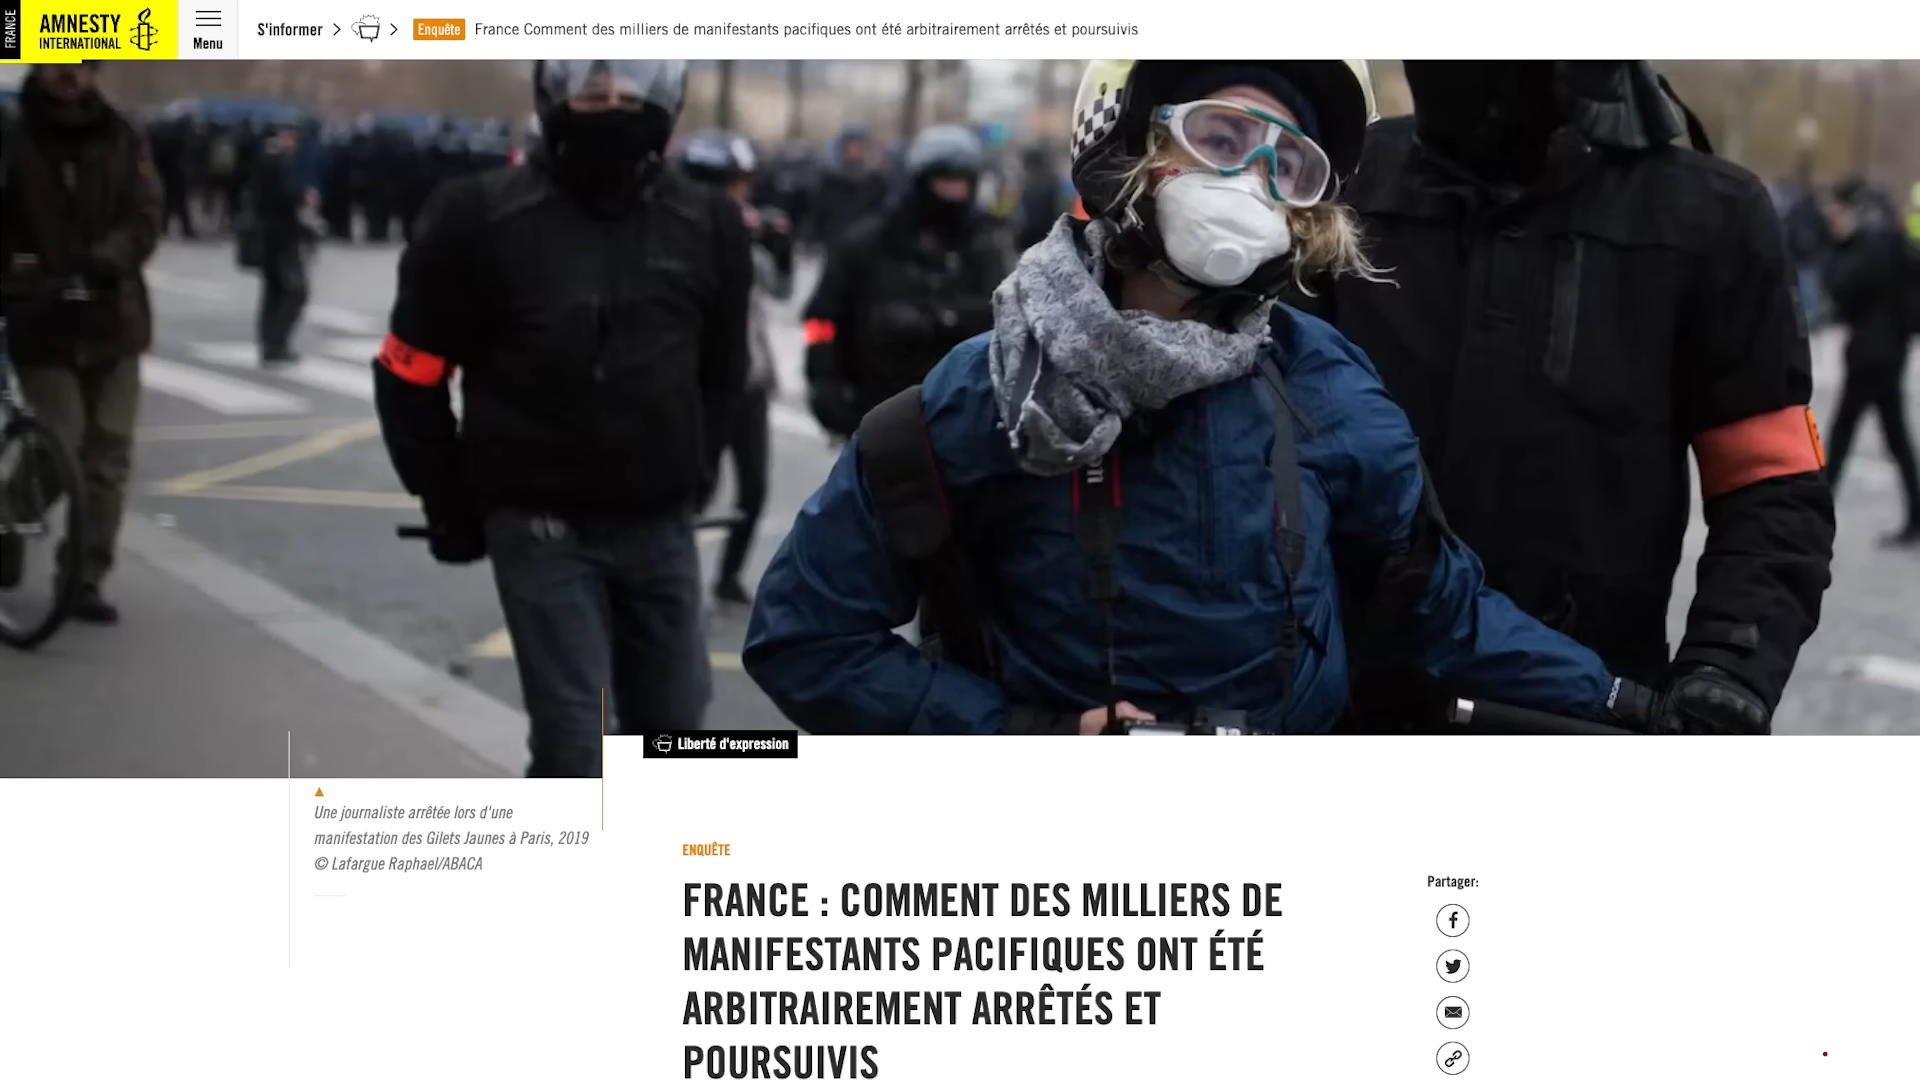 FRANCE
AMNESTY
INTERNATIONAL
Menu
S'informer
Enquête
France Comment des milliers de manifestants pacifiques ont été arbitrairement arrêtés et poursuivis
Liberté d'expression
Une journaliste arrêtée lors d'une
manifestation des Gilets Jaunes à Paris, 2019
© Lafargue Raphael/ABACA
ENQUÊTE
FRANCE : COMMENT DES MILLIERS DE
MANIFESTANTS PACIFIQUES ONT ÉTÉ
ARBITRAIREMENT ARRÊTÉS ET
POURSUIVIS
Partager: